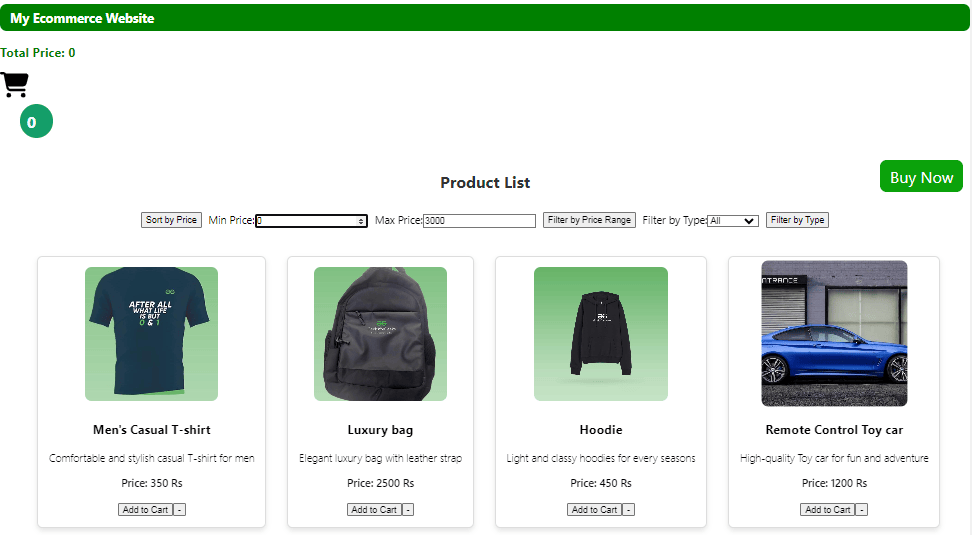 My Ecommerce Website
Total Price: 0
0
Buy Now
Product List
Sort by Price Min Price: 0 Max Price: 3000 Filter by Price Range Filter by Type: All Filter by Type
AFTER ALL
WHAT LIFE
IS BUT
0 & 1
NTRANCE
Men's Casual T-shirt Luxury bag Hoodie Remote Control Toy car
Comfortable and stylish casual T-shirt for men Elegant luxury bag with leather strap Light and classy hoodies for every seasons High-quality Toy car for fun and adventure
Price: 350 Rs Price: 2500 Rs Price: 450 Rs Price: 1200 Rs
Add to Cart - Add to Cart - Add to Cart - Add to Cart -